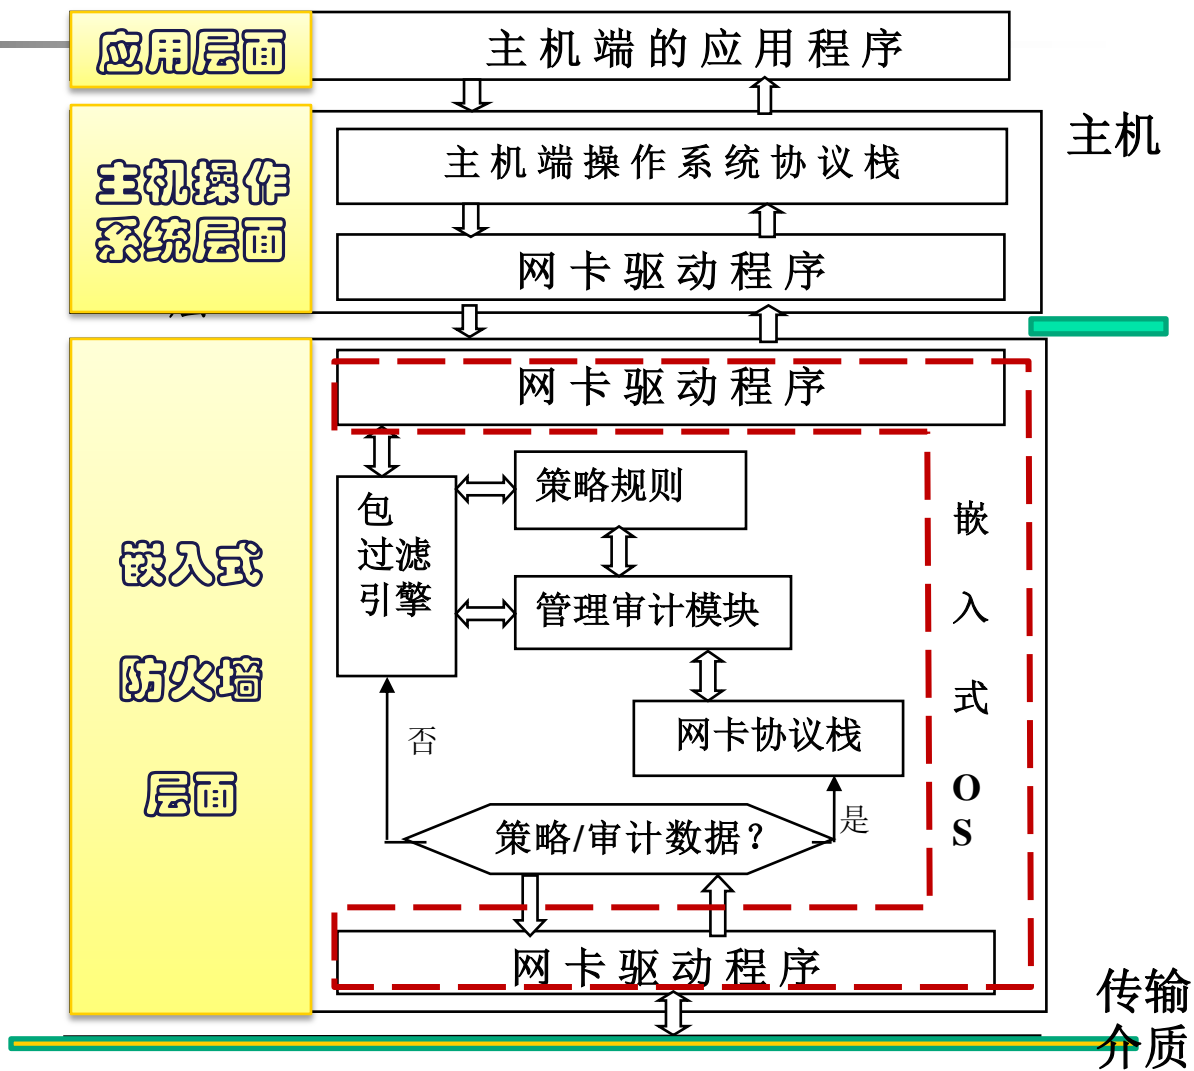 应用层面
主机端的应用程序
主机
主机操作
系统层面
主机端操作系统协议栈
网卡驱动程序
嵌入式
防火墙
层面
网卡驱动程序
包
过滤
引擎
策略规则
管理审计模块
网卡协议栈
否
是
策略/审计数据？
嵌
入
式
O
S
网卡驱动程序
传输
介质